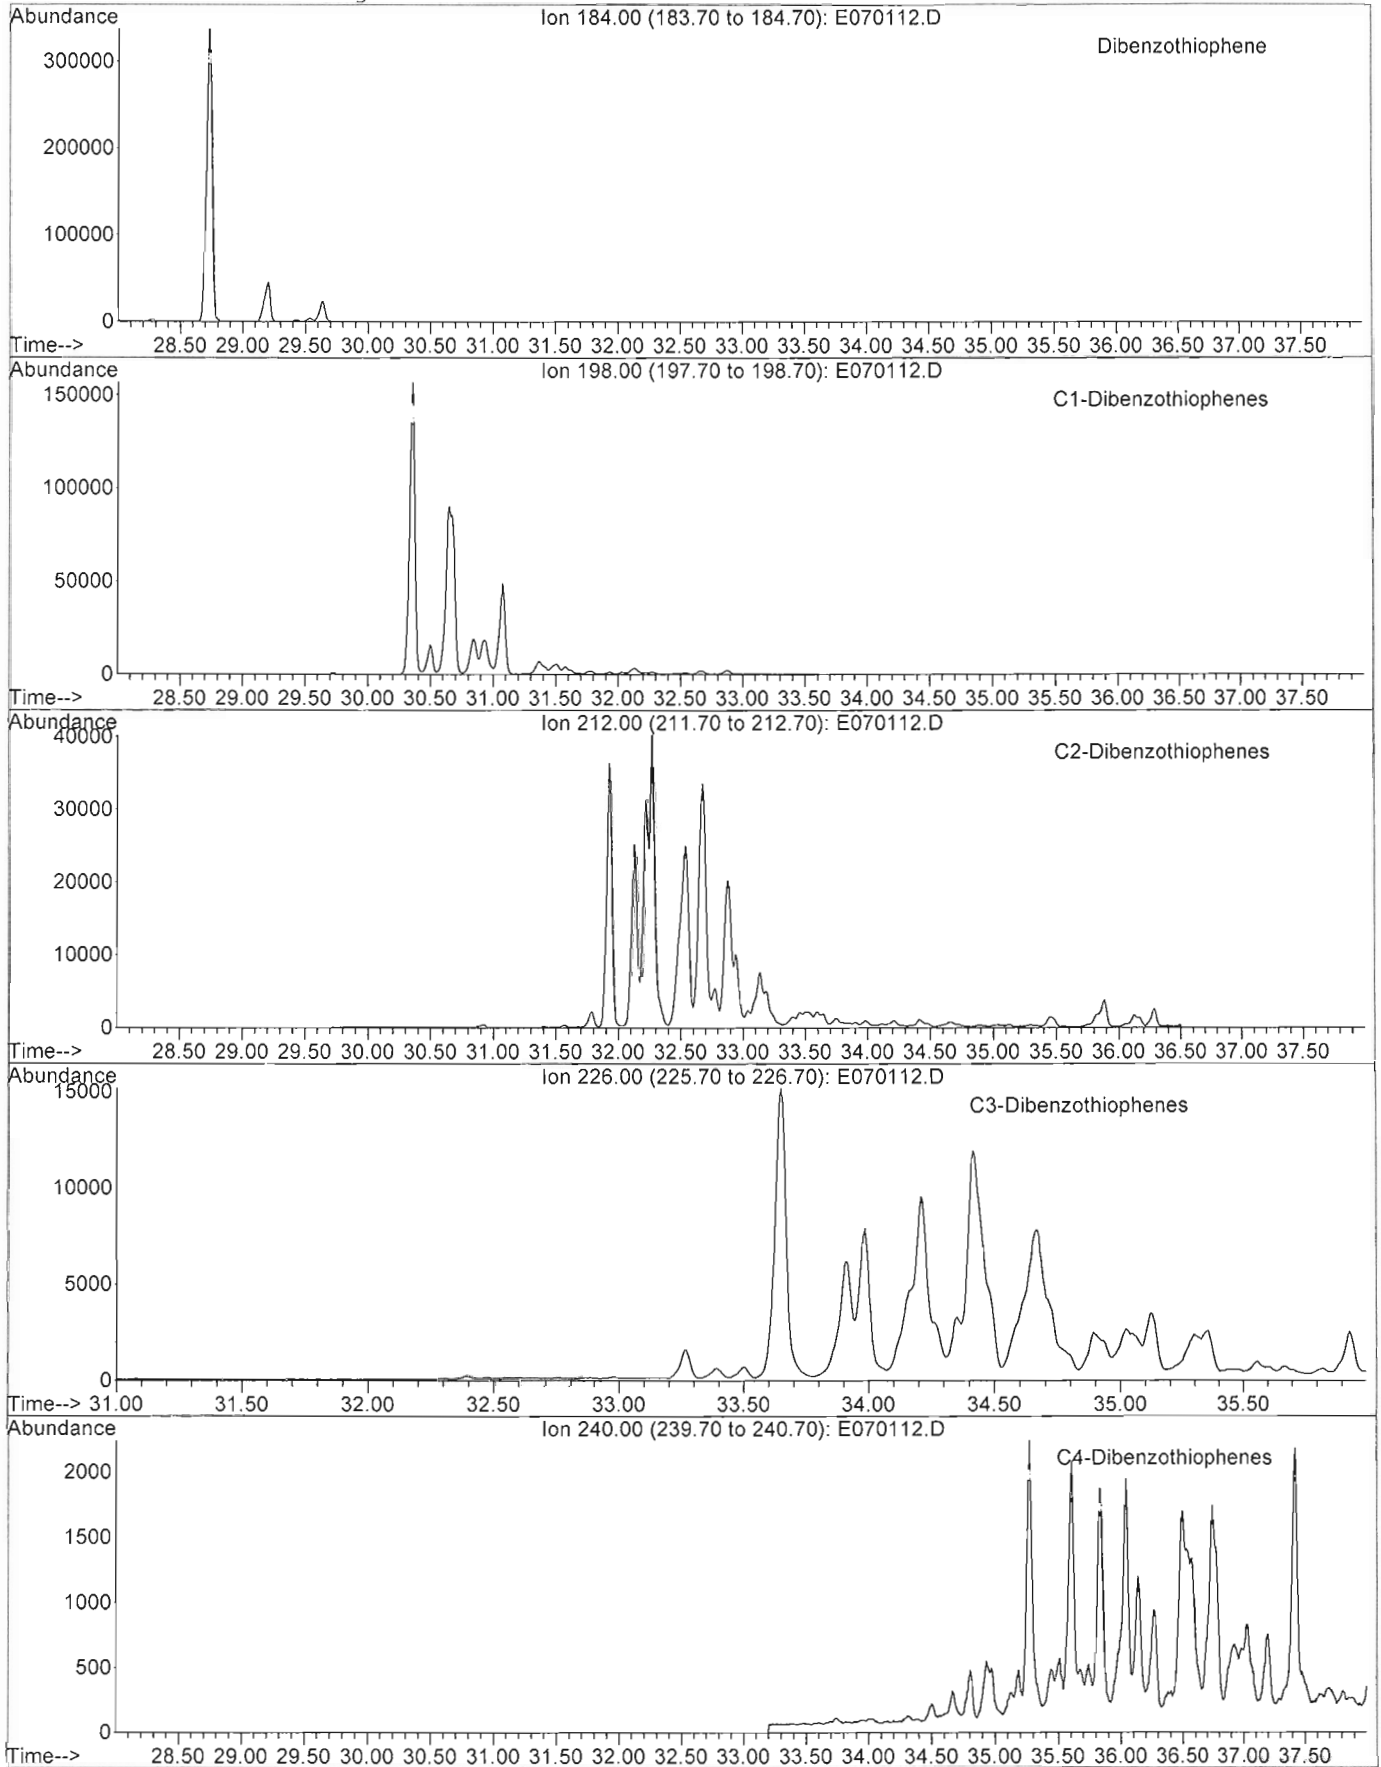 Abundance
Ion 184.00 (183.70 to 184.70): E070112.D
Dibenzothiophene
300000
200000
100000
0
Time--> 28.50 29.00 29.50 30.00 30.50 31.00 31.50 32.00 32.50 33.00 33.50 34.00 34.50 35.00 35.50 36.00 36.50 37.00 37.50
Abundance
Ion 198.00 (197.70 to 198.70): E070112.D
C1-Dibenzothiophenes
150000
100000
50000
0
Time--> 28.50 29.00 29.50 30.00 30.50 31.00 31.50 32.00 32.50 33.00 33.50 34.00 34.50 35.00 35.50 36.00 36.50 37.00 37.50
Abundance
Ion 212.00 (211.70 to 212.70): E070112.D
C2-Dibenzothiophenes
40000
30000
20000
10000
0
Time--> 28.50 29.00 29.50 30.00 30.50 31.00 31.50 32.00 32.50 33.00 33.50 34.00 34.50 35.00 35.50 36.00 36.50 37.00 37.50
Abundance
Ion 226.00 (225.70 to 226.70): E070112.D
C3-Dibenzothiophenes
15000
10000
5000
0
Time--> 31.00 31.50 32.00 32.50 33.00 33.50 34.00 34.50 35.00 35.50
Abundance
Ion 240.00 (239.70 to 240.70): E070112.D
C4-Dibenzothiophenes
2000
1500
1000
500
0
Time--> 28.50 29.00 29.50 30.00 30.50 31.00 31.50 32.00 32.50 33.00 33.50 34.00 34.50 35.00 35.50 36.00 36.50 37.00 37.50